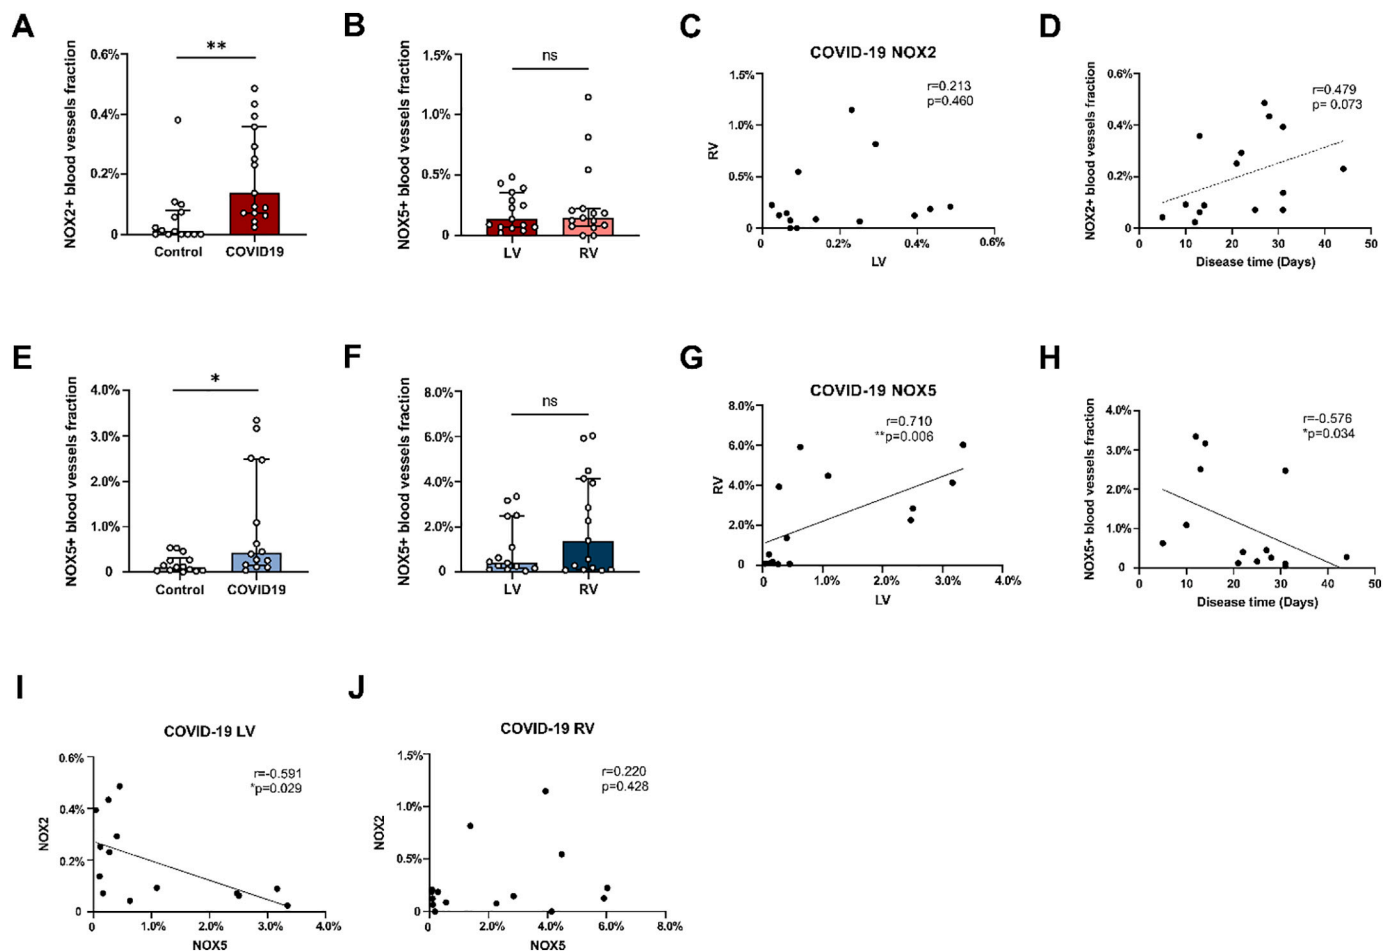 A
NOX2+ blood vessels fraction
0.6%
0.4%
0.2%
0
**
Control
COVID19
B
NOX5+ blood vessels fraction
1.5%
1.0%
0.5%
0.0
ns
LV
RV
C
COVID-19 NOX2
RV
1.5%
1.0%
0.5%
0
r=0.213
p=0.460
0
0.2%
0.4%
0.6%
LV
D
NOX2+ blood vessels fraction
0.6%
0.4%
0.2%
0
r=0.479
p= 0.073
0
10
20
30
40
50
Disease time (Days)
E
NOX5+ blood vessels fraction
4.0%
3.0%
2.0%
1.0%
0
*
Control
COVID19
F
NOX5+ blood vessels fraction
8.0%
6.0%
4.0%
2.0%
0
ns
LV
RV
G
COVID-19 NOX5
RV
8.0%
6.0%
4.0%
2.0%
0
r=0.710
**p=0.006
0
1.0%
2.0%
3.0%
4.0%
LV
H
NOX5+ blood vessels fraction
4.0%
3.0%
2.0%
1.0%
0
r=-0.576
*p=0.034
0
10
20
30
40
50
Disease time (Days)
I
COVID-19 LV
NOX2
0.6%
0.4%
0.2%
0
r=-0.591
*p=0.029
0
1.0%
2.0%
3.0%
4.0%
NOX5
J
COVID-19 RV
NOX2
1.5%
1.0%
0.5%
0
r=0.220
p=0.428
0
2.0%
4.0%
6.0%
8.0%
NOX5